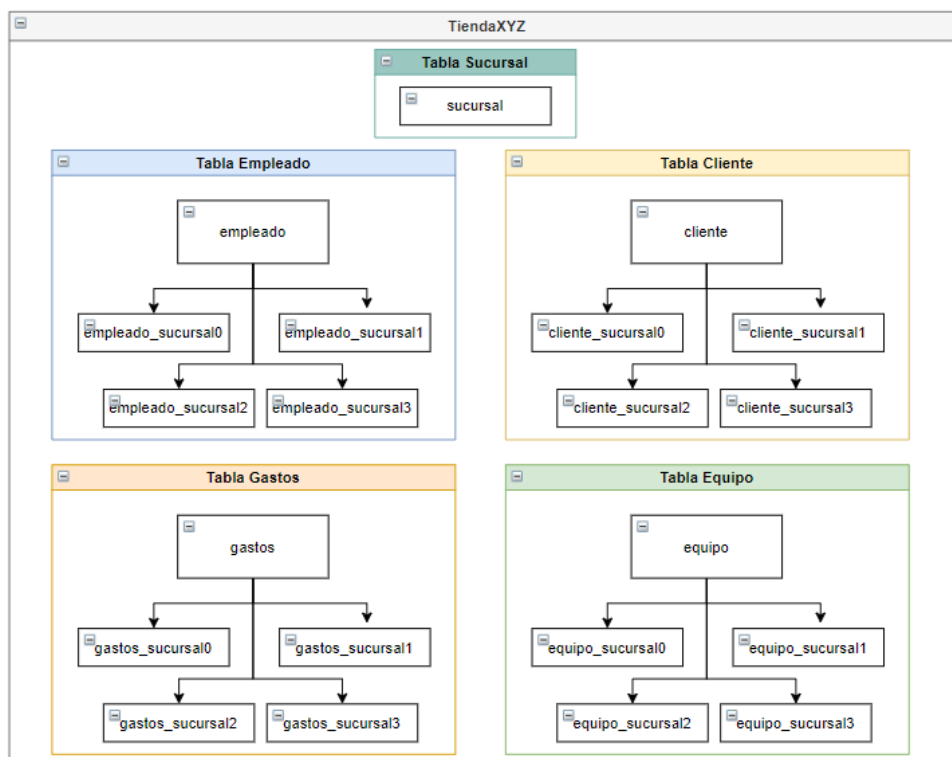 TiendaXYZ
Tabla Sucursal
sucursal
Tabla Empleado
empleado
empleado_sucursal0
empleado_sucursal1
empleado_sucursal2
empleado_sucursal3
Tabla Cliente
cliente
cliente_sucursal0
cliente_sucursal1
cliente_sucursal2
cliente_sucursal3
Tabla Gastos
gastos
gastos_sucursal0
gastos_sucursal1
gastos_sucursal2
gastos_sucursal3
Tabla Equipo
equipo
equipo_sucursal0
equipo_sucursal1
equipo_sucursal2
equipo_sucursal3